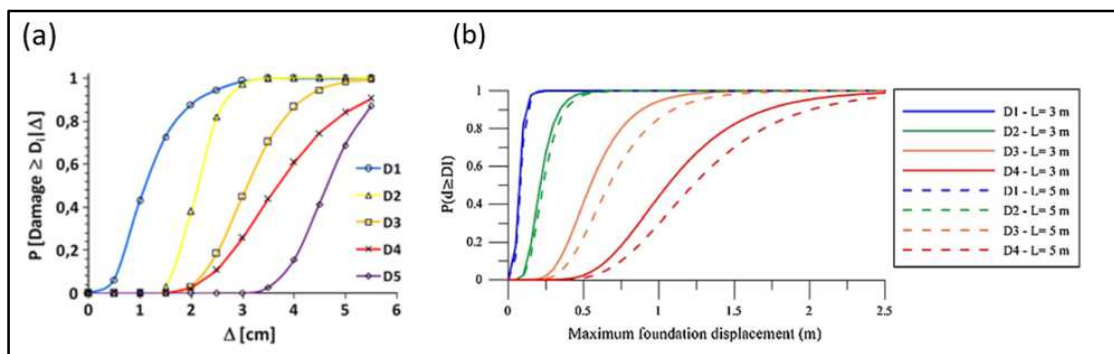 (a)
P [Damage ≥ Di|Δ]
1
0,8
0,6
0,4
0,2
0
0 1 2 3 4 5 6
Δ [cm]
D1
D2
D3
D4
D5
(b)
P(d≥DI)
1
0.8
0.6
0.4
0.2
0
0 0.5 1 1.5 2 2.5
Maximum foundation displacement (m)
D1 - L= 3 m
D2 - L= 3 m
D3 - L= 3 m
D4 - L= 3 m
D1 - L= 5 m
D2 - L= 5 m
D3 - L= 5 m
D4 - L= 5 m